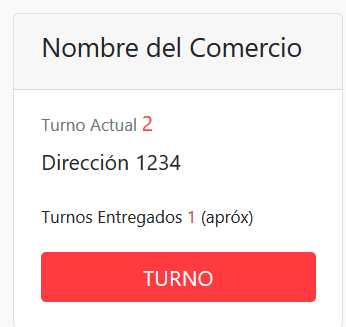 Nombre del Comercio
Turno Actual 2
Dirección 1234
Turnos Entregados 1 (apróx)
TURNO